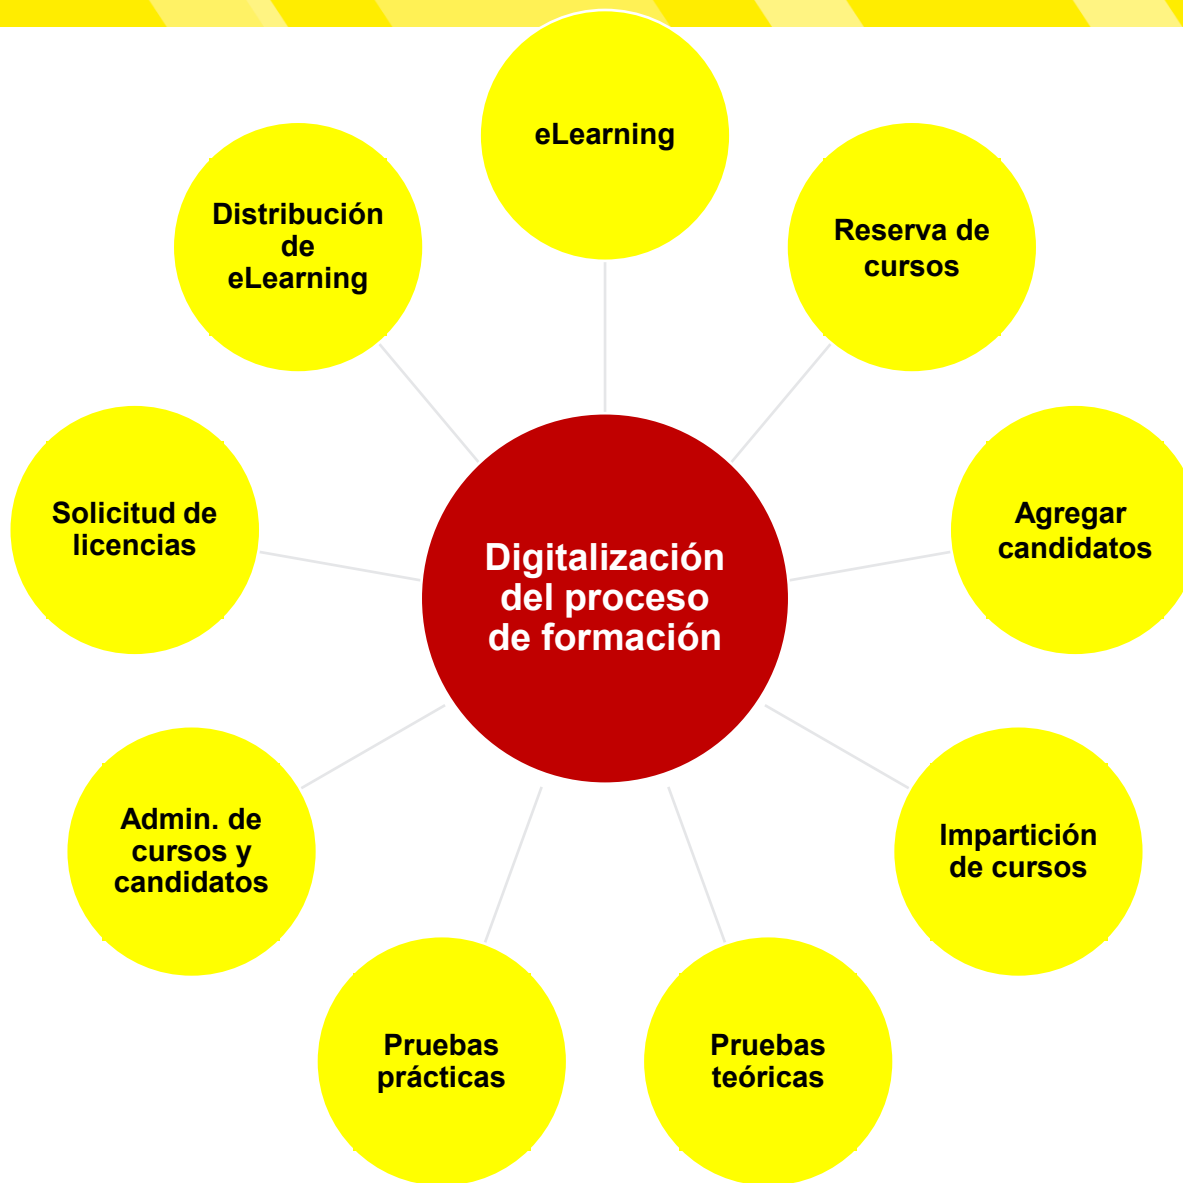 eLearning
Reserva de
cursos
Agregar
candidatos
Impartición
de cursos
Pruebas
teóricas
Pruebas
prácticas
Admin. de
cursos y
candidatos
Solicitud de
licencias
Distribución
de
eLearning
Digitalización
del proceso
de formación